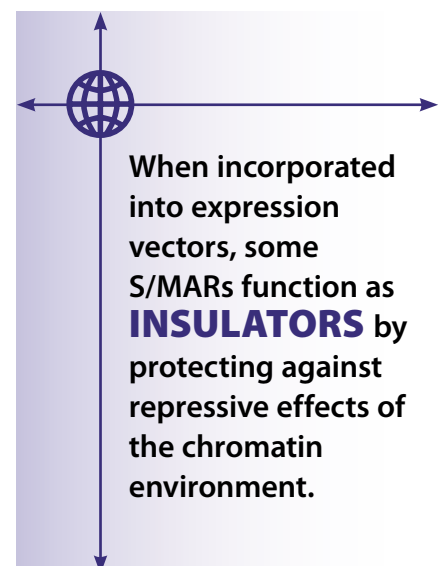 When incorporated
into expression
vectors, some
S/MARs function as
INSULATORS by
protecting against
repressive effects of
the chromatin
environment.